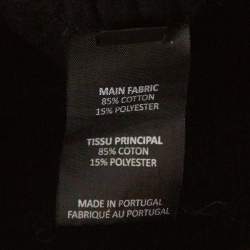 MAIN FABRIC
85% COTTON
15% POLYESTER
TISSU PRINCIPAL
85% COTON
15% POLYESTER
MADE IN PORTUGAL
FABRIQUÉ AU PORTUGAL